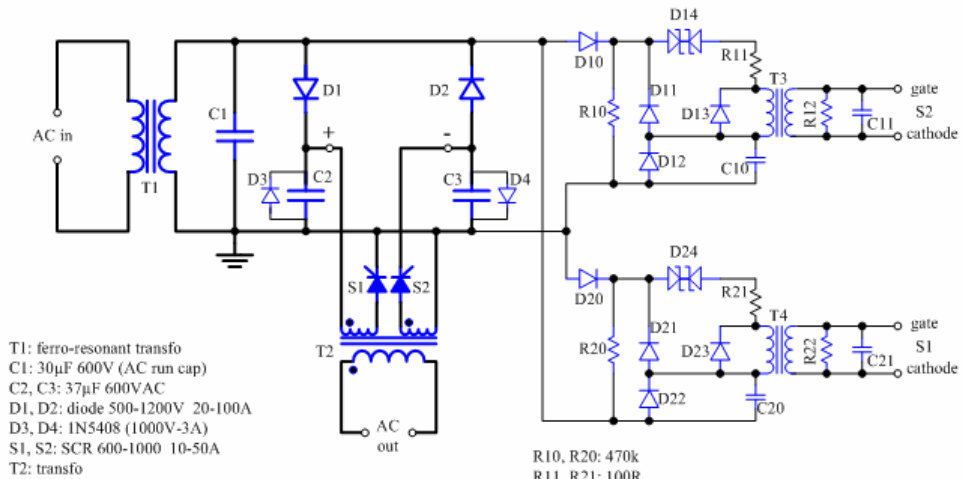 D14
R11
T3
gate
S2
cathode
D10
D11
R10
D13
R12
C11
D12
C10
AC in
T1
C1
D1
D2
+
-
D3
C2
C3
D4
S1
S2
T2
AC
out
D24
R21
T4
gate
S1
cathode
D20
D21
R20
D23
R22
C21
D22
C20
T1: ferro-resonant transfo
C1: 30µF 600V (AC run cap)
C2, C3: 37µF 600VAC
D1, D2: diode 500-1200V 20-100A
D3, D4: 1N5408 (1000V-3A)
S1, S2: SCR 600-1000 10-50A
T2: transfo
R10, R20: 470k
R11, R21: 100R